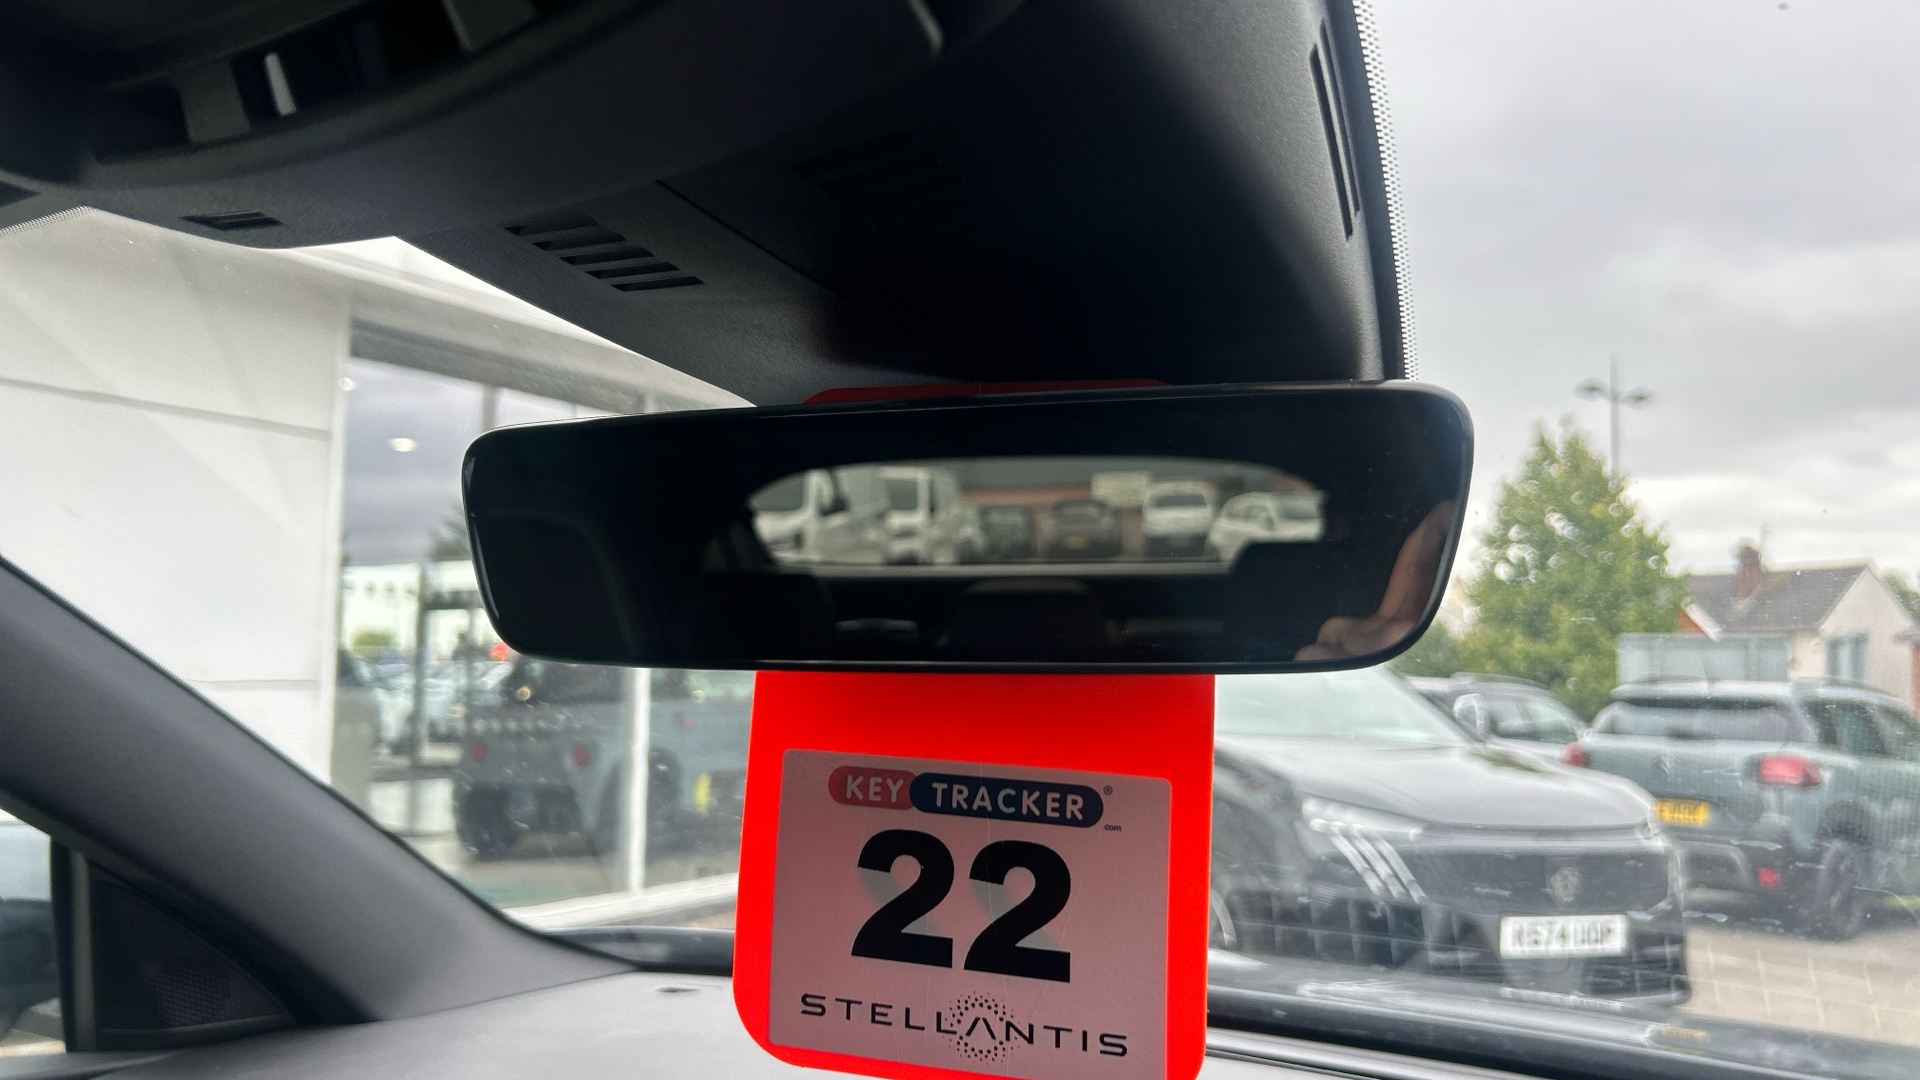 KEY TRACKER®
.com
22
STELLANTIS